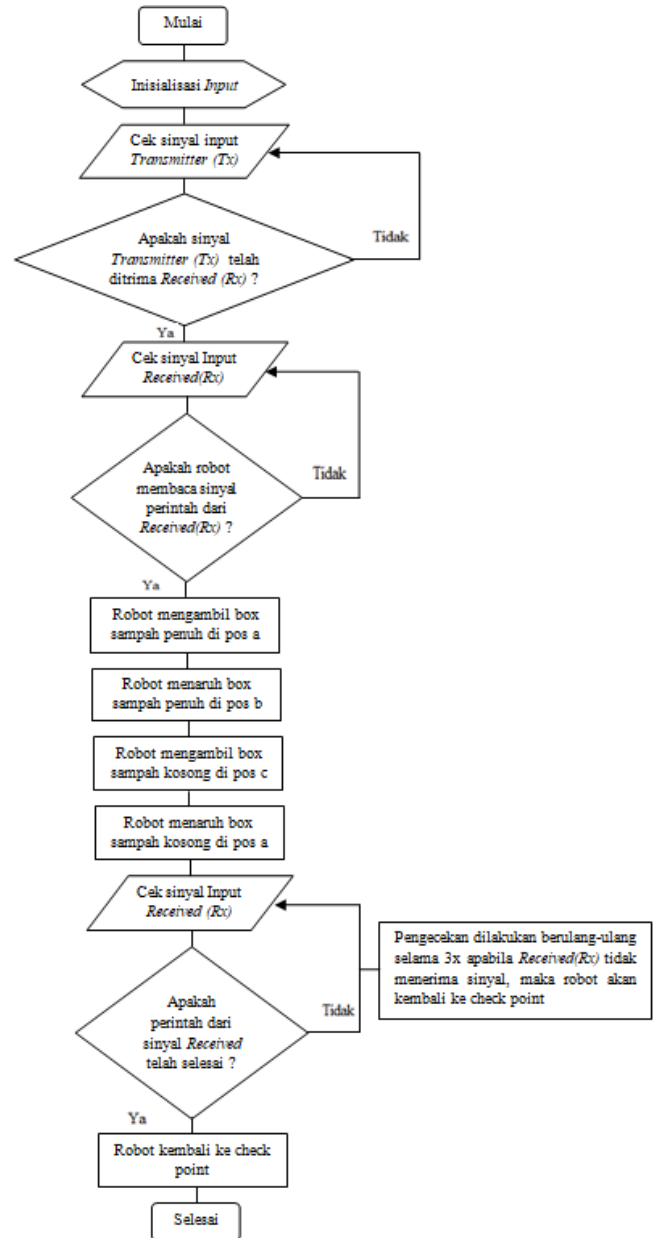 Mulai
Inisialisasi Input
Cek sinyal input
Transmitter (Tx)
Apakah sinyal
Transmitter (Tx) telah
ditrima Received (Rx) ?
Tidak
Ya
Cek sinyal Input
Received(Rx)
Apakah robot
membaca sinyal
perintah dari
Received(Rx) ?
Tidak
Ya
Robot mengambil box
sampah penuh di pos a
Robot menaruh box
sampah penuh di pos b
Robot mengambil box
sampah kosong di pos c
Robot menaruh box
sampah kosong di pos a
Cek sinyal Input
Received (Rx)
Pengecekan dilakukan berulang-ulang
selama 3x apabila Received(Rx) tidak
menerima sinyal, maka robot akan
kembali ke check point
Apakah
perintah dari
sinyal Received
telah selesai ?
Tidak
Ya
Robot kembali ke check
point
Selesai